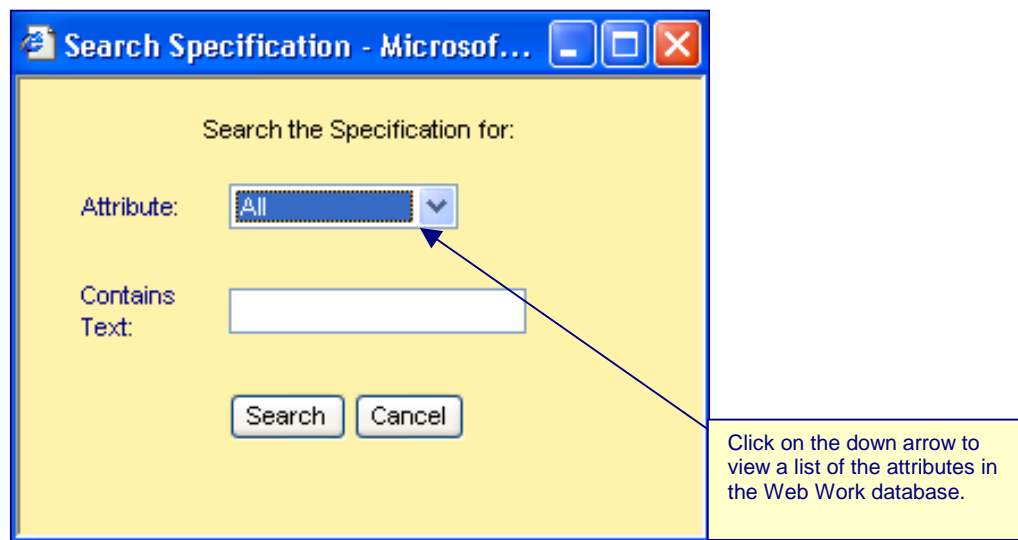 Search Specification - Microsof...
Search the Specification for:
Attribute: All
Contains
Text:
Search Cancel
Click on the down arrow to
view a list of the attributes in
the Web Work database.